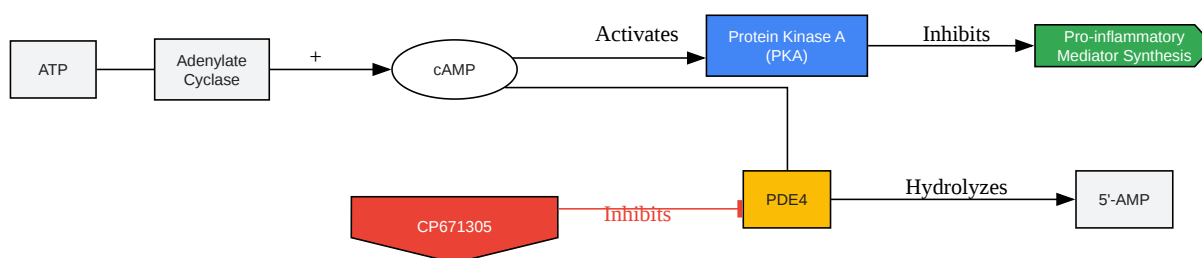 ATP
Adenylate
Cyclase
+
cAMP
Activates
Protein Kinase A
(PKA)
Inhibits
Pro-inflammatory
Mediator Synthesis
CP671305
Inhibits
PDE4
Hydrolyzes
5'-AMP